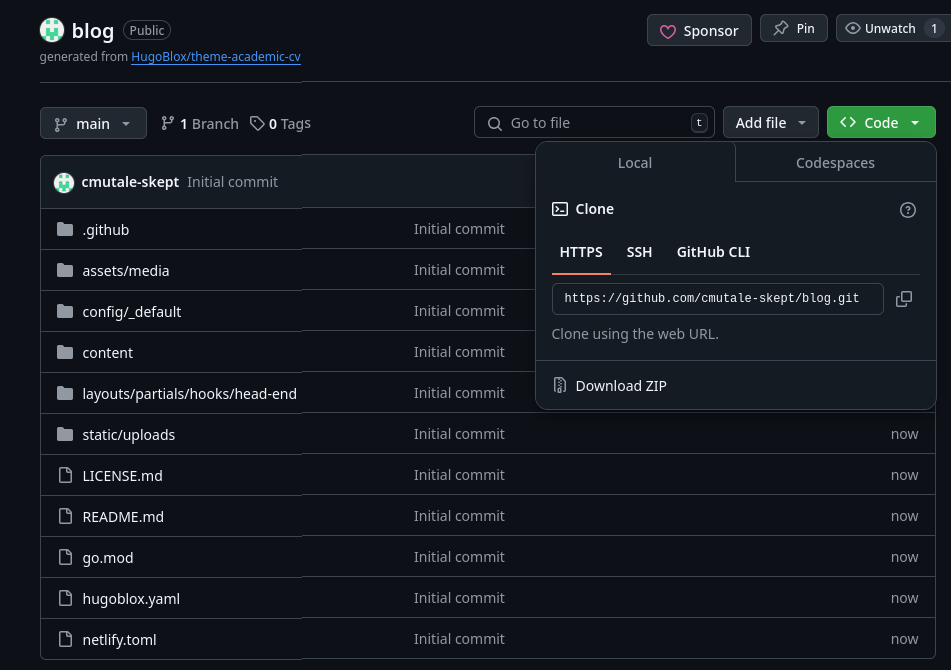 blog Public Sponsor Pin Unwatch 1
generated from HugoBlox/theme-academic-cv
main 1 Branch 0 Tags Go to file t Add file Code
Local Codespaces
cmutale-skept Initial commit
Clone
.github Initial commit
HTTPS SSH GitHub CLI
assets/media Initial commit
https://github.com/cmutale-skept/blog.git
config/_default Initial commit
Clone using the web URL.
content Initial commit
Download ZIP
layouts/partials/hooks/head-end Initial commit
static/uploads Initial commit now
LICENSE.md Initial commit now
README.md Initial commit now
go.mod Initial commit now
hugoblox.yaml Initial commit now
netlify.toml Initial commit now